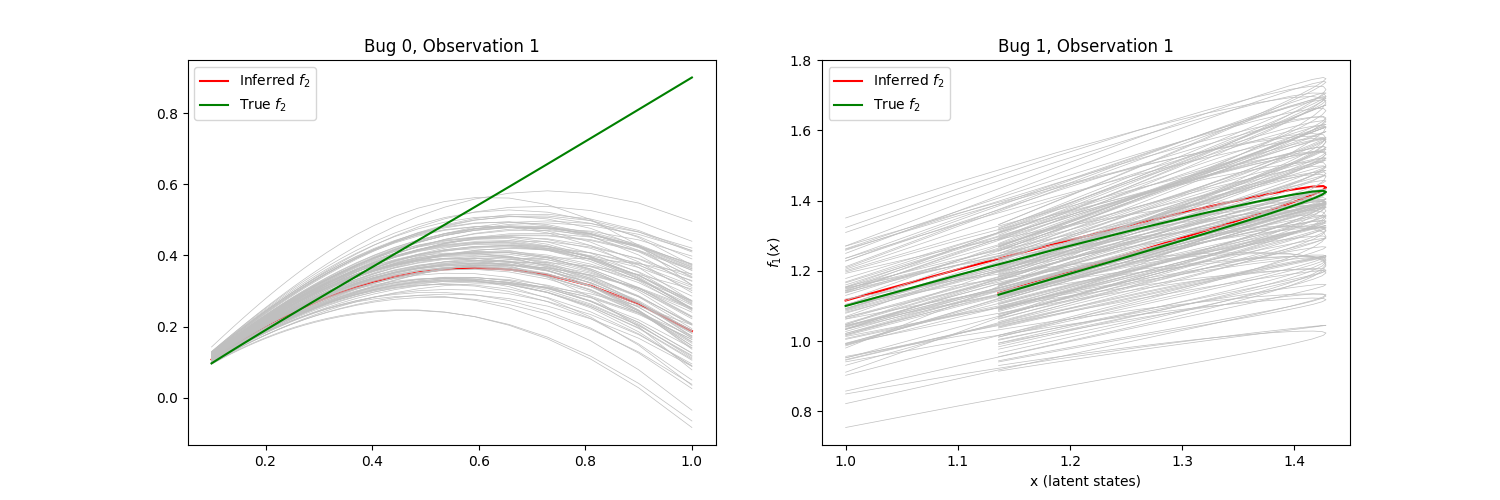 Bug 0, Observation 1
Inferred f₂
True f₂
0.8
0.6
0.4
0.2
0.0
0.2 0.4 0.6 0.8 1.0
Bug 1, Observation 1
Inferred f₂
True f₂
1.8
1.6
1.4
1.2
1.0
0.8
f₁(x)
1.0 1.1 1.2 1.3 1.4
x (latent states)